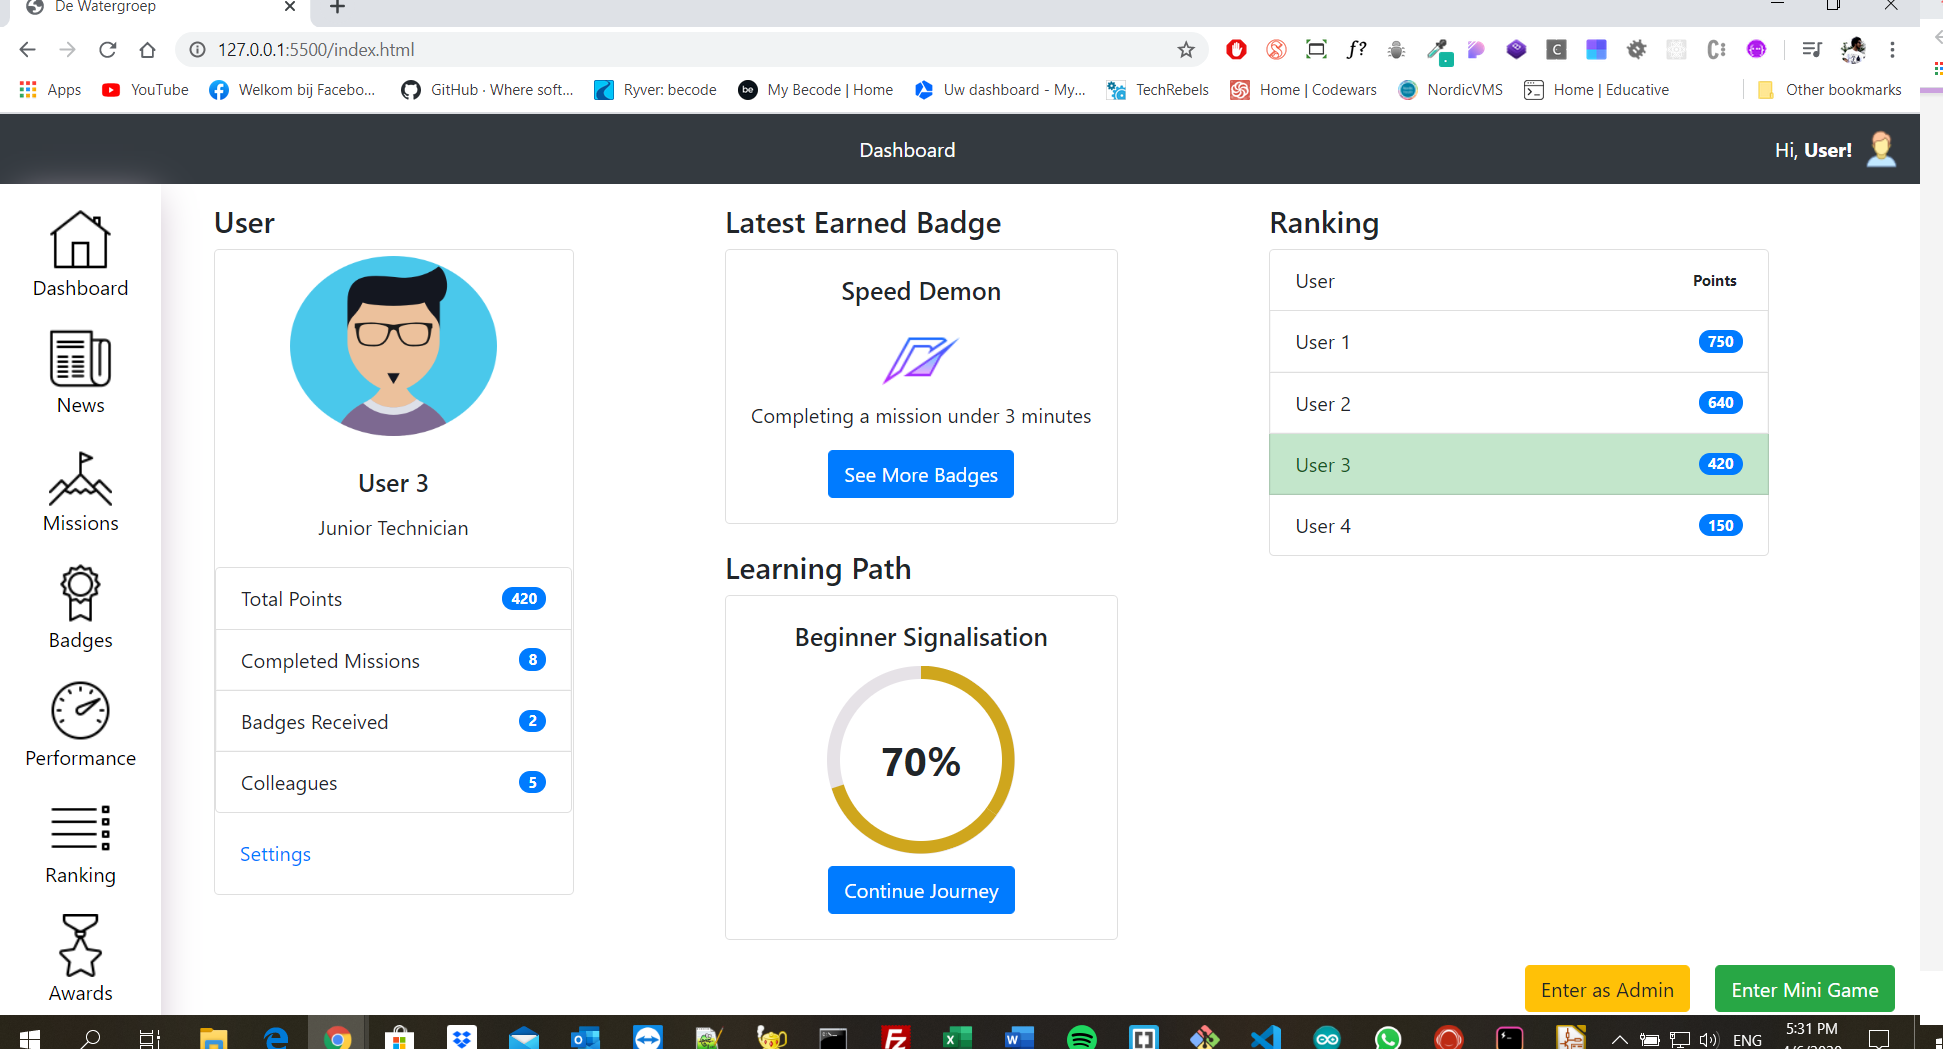 De Watergroep
127.0.0.1:5500/index.html
f?
Apps
YouTube
Welkom bij Facebo...
GitHub · Where soft...
be
Ryver: becode
My Becode | Home
Uw dashboard - My...
TechRebels
Home | Codewars
NordicVMS
Home | Educative
Other bookmarks
Dashboard
Hi, User!
Dashboard
News
Missions
Badges
Performance
Ranking
Awards
User
User 3
Junior Technician
Total Points 420
Completed Missions 8
Badges Received 2
Colleagues 5
Settings
Latest Earned Badge
Speed Demon
Completing a mission under 3 minutes
See More Badges
Learning Path
Beginner Signalisation
70%
Continue Journey
Ranking
User Points
User 1 750
User 2 640
User 3 420
User 4 150
Enter as Admin
Enter Mini Game
ENG
5:31 PM